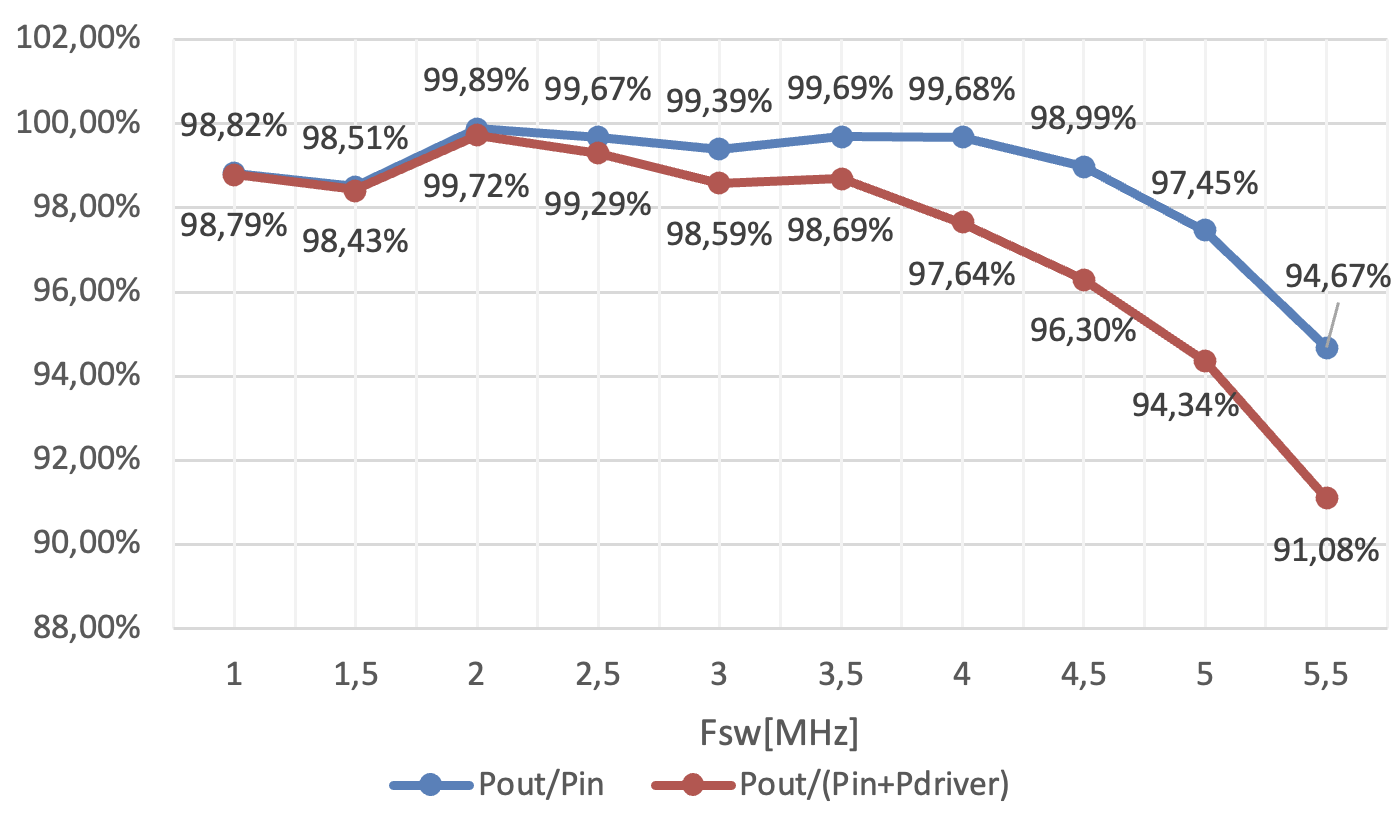 102,00%
100,00%
98,00%
96,00%
94,00%
92,00%
90,00%
88,00%
98,82% 98,51% 99,89% 99,67% 99,39% 99,69% 99,68% 98,99% 97,45% 94,67%
98,79% 98,43% 99,72% 99,29% 98,59% 98,69% 97,64% 96,30% 94,34% 91,08%
1 1,5 2 2,5 3 3,5 4 4,5 5 5,5
Fsw[MHz]
Pout/Pin Pout/(Pin+Pdriver)